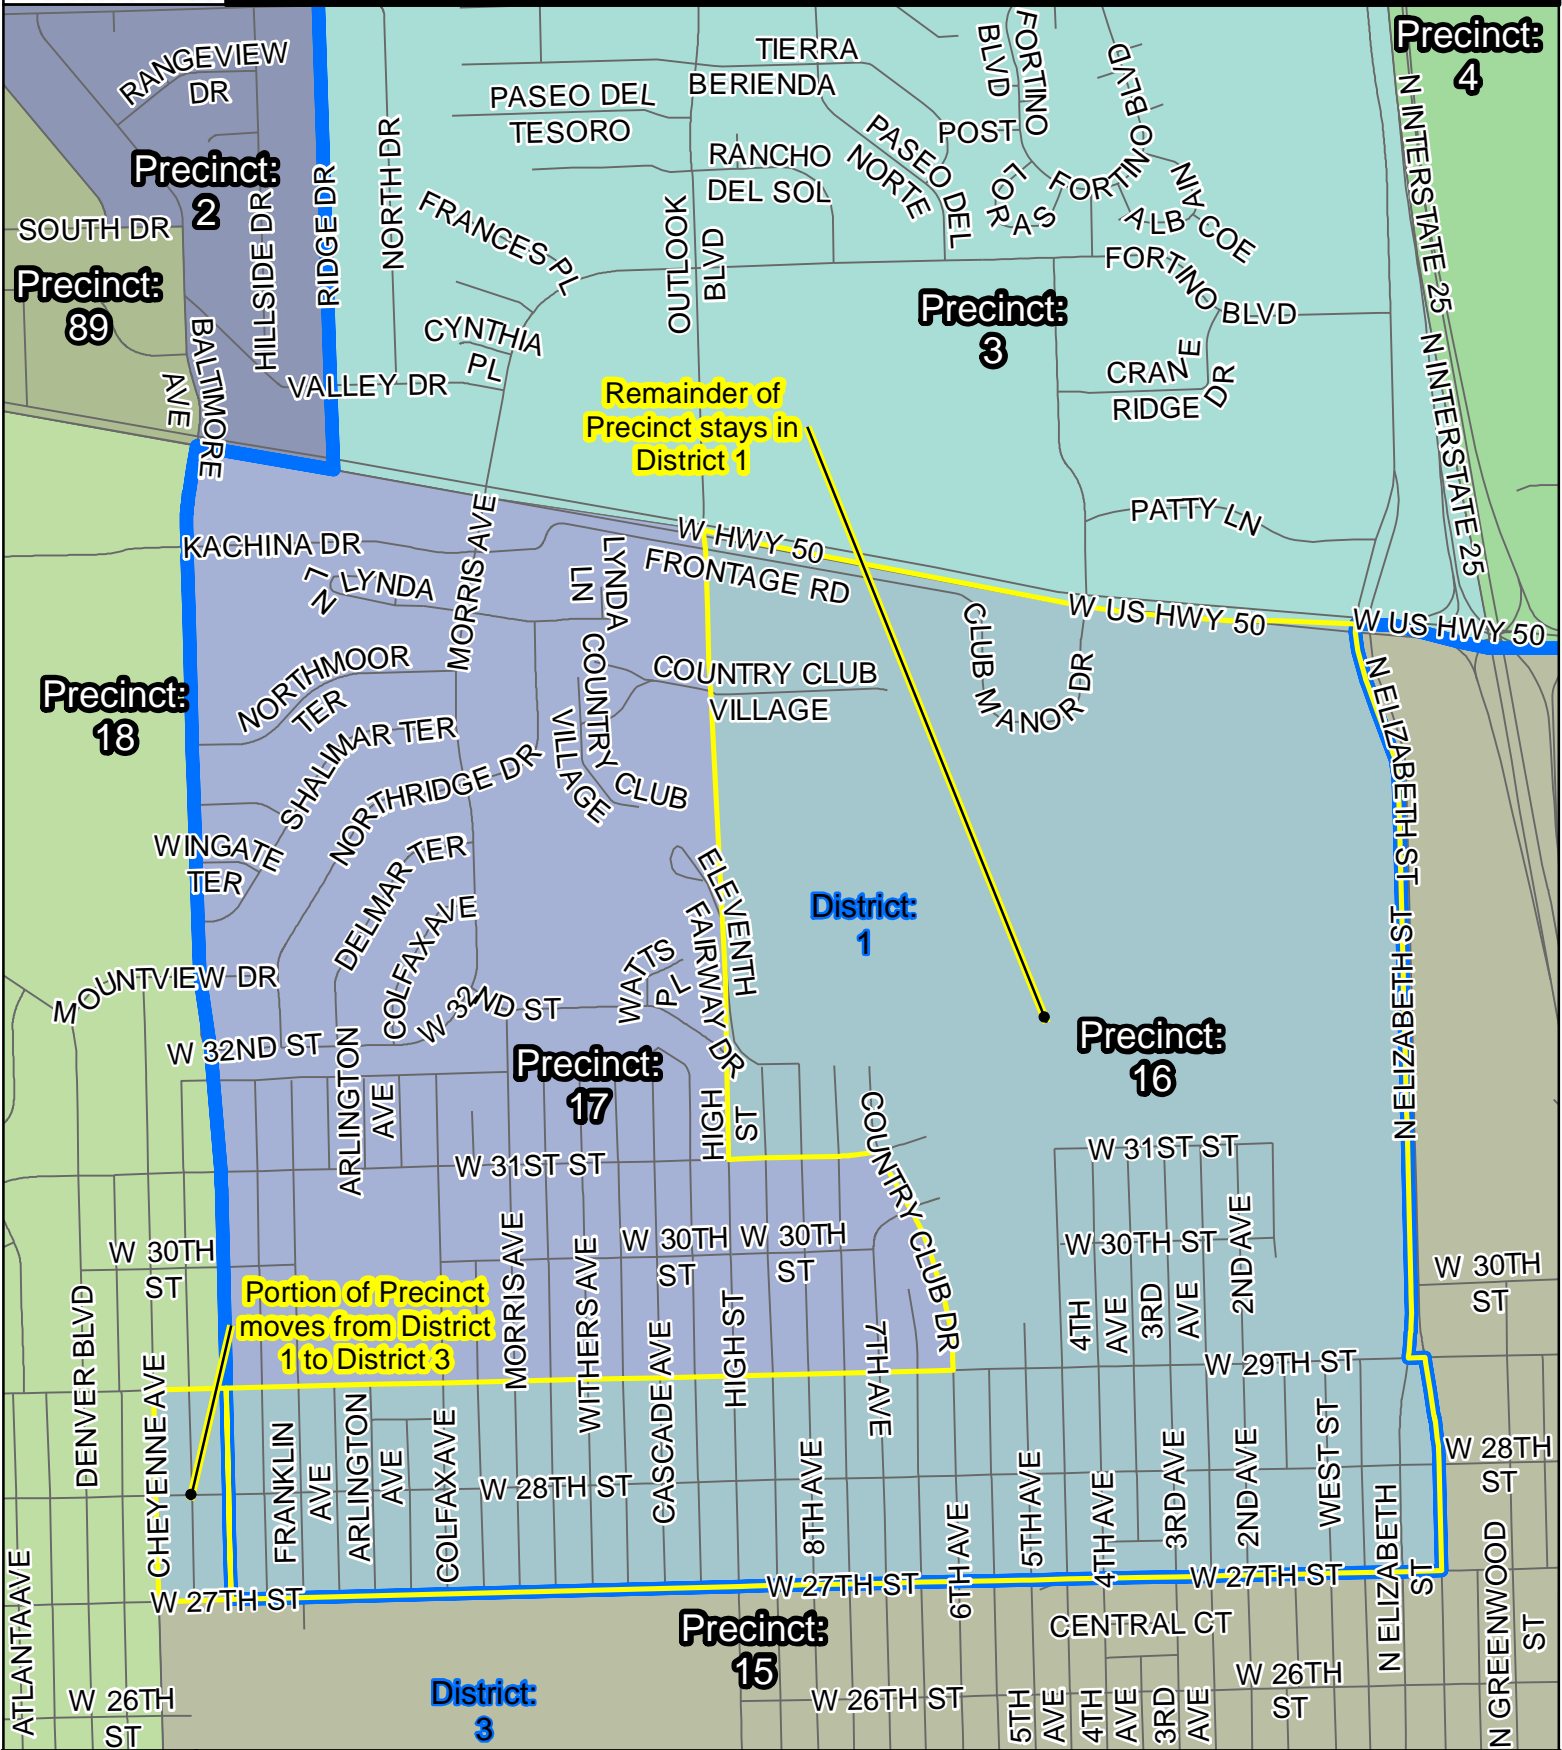 Precinct:
4
RANGEVIEW
DR
TIERRA
BERIENDA
PASEO DEL
TESORO
FORTINO
BLVD
FORTINO BLVD
N INTERSTATE 25
N INTERSTATE 25
POST
RANCHO
DEL SOL
PASEO DEL
NORTE
FLORAS
FORTINO
ALBA
VIN COE
Precinct:
2
SOUTH DR
HILLSIDE DR
RIDGE DR
NORTH DR
FRANCES PL
OUTLOOK
BLVD
FORTINO BLVD
Precinct:
89
Precinct:
3
BALTIMORE
AVE
CYNTHIA
PL
VALLEY DR
CRANE
RIDGE DR
Remainder of
Precinct stays in
District 1
PATTY LN
W HWY 50
FRONTAGE RD
W US HWY 50
W US HWY 50
KACHINA DR
LYNDA
LN
MORRIS AVE
LYNDA
LN
CLUB MANOR DR
NORTHMOOR
TER
COUNTRY CLUB
VILLAGE
COUNTRY CLUB
VILLAGE
N ELIZABETH ST
Precinct:
18
SHALIMAR TER
NORTHRIDGE DR
WINGATE
TER
DELMAR TER
COLFAX AVE
ELEVENTH
FAIRWAY DR
District:
1
N ELIZABETH ST
MOUNTVIEW DR
W 32ND ST
WATTS
PL
W 32ND ST
Precinct:
17
Precinct:
16
ARLINGTON
AVE
HIGH
ST
COUNTRY CLUB DR
W 31ST ST
W 31ST ST
W 30TH
ST
W 30TH
ST
W 30TH
ST
W 30TH ST
2ND AVE
W 30TH
ST
Portion of Precinct
moves from District
1 to District 3
DENVER BLVD
CHEYENNE AVE
MORRIS AVE
WITHERS AVE
CASCADE AVE
HIGH ST
7TH AVE
4TH
AVE
3RD
AVE
W 29TH ST
FRANKLIN
AVE
ARLINGTON
AVE
COLFAX AVE
W 28TH ST
8TH AVE
6TH AVE
5TH AVE
4TH AVE
3RD AVE
2ND AVE
WEST ST
N ELIZABETH
ST
W 28TH
ST
ATLANTA AVE
W 27TH ST
W 27TH ST
W 27TH ST
Precinct:
15
CENTRAL CT
N GREENWOOD
ST
W 26TH
ST
District:
3
W 26TH ST
5TH
AVE
4TH
AVE
3RD
AVE
W 26TH
ST